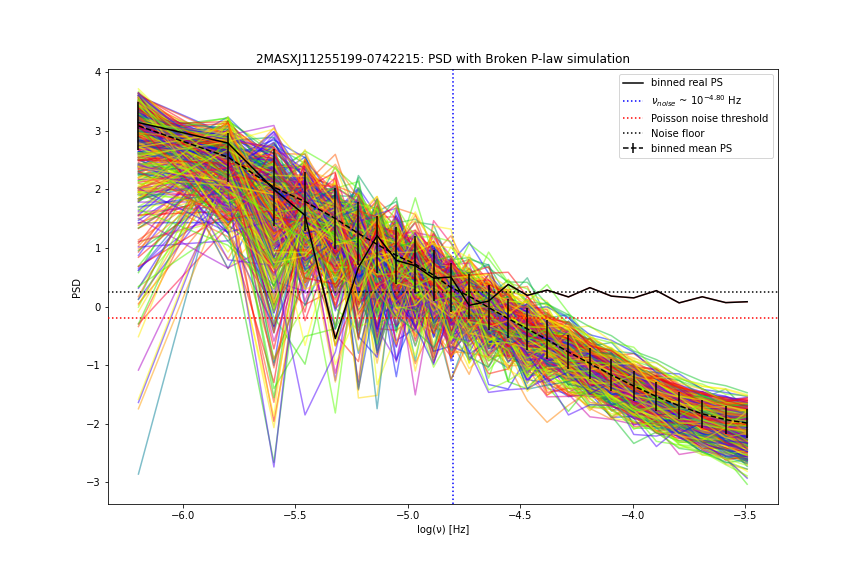 2MASXJ11255199-0742215: PSD with Broken P-law simulation
binned real PS
ν_noise ~ 10^−4.80 Hz
Poisson noise threshold
Noise floor
binned mean PS
PSD
4
3
2
1
0
−1
−2
−3
−6.0 −5.5 −5.0 −4.5 −4.0 −3.5
log(ν) [Hz]